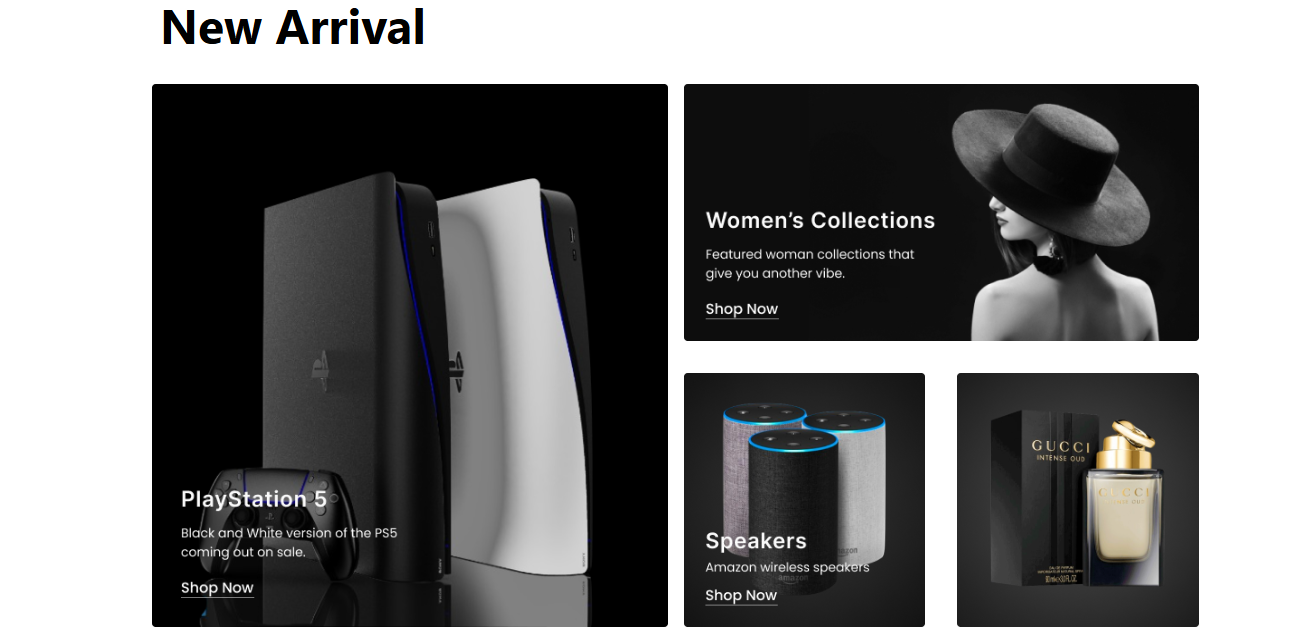 New Arrival
PlayStation 5
Black and White version of the PS5
coming out on sale.
Shop Now
Women’s Collections
Featured woman collections that
give you another vibe.
Shop Now
Speakers
Amazon wireless speakers
amazon
Shop Now
GUCCI
INTENSE OUD
GUCCI